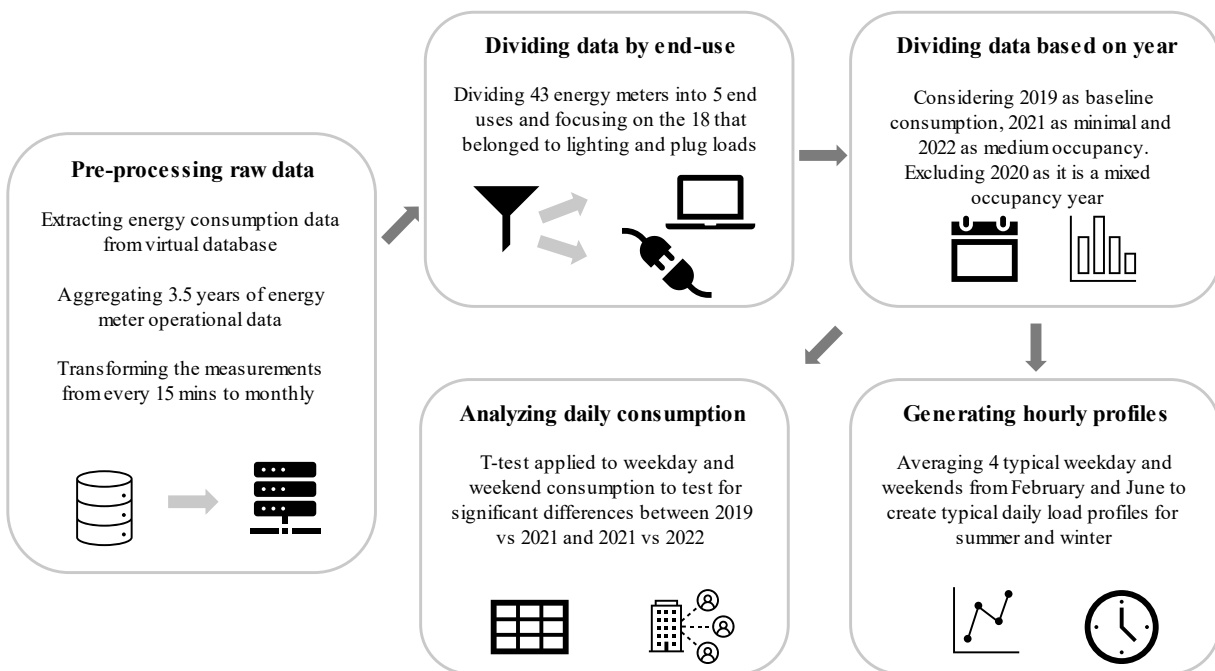 Pre-processing raw data
Extracting energy consumption data
from virtual database
Aggregating 3.5 years of energy
meter operational data
Transforming the measurements
from every 15 mins to monthly
Dividing data by end-use
Dividing 43 energy meters into 5 end
uses and focusing on the 18 that
belonged to lighting and plug loads
Dividing data based on year
Considering 2019 as baseline
consumption, 2021 as minimal and
2022 as medium occupancy.
Excluding 2020 as it is a mixed
occupancy year
Analyzing daily consumption
T-test applied to weekday and
weekend consumption to test for
significant differences between 2019
vs 2021 and 2021 vs 2022
Generating hourly profiles
Averaging 4 typical weekday and
weekends from February and June to
create typical daily load profiles for
summer and winter